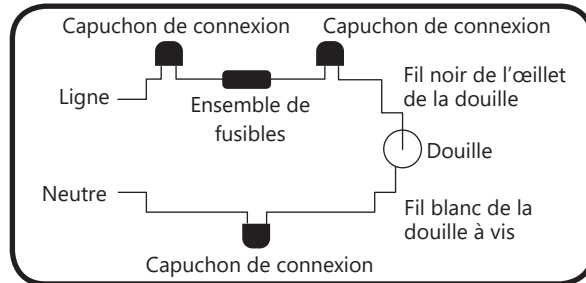 Capuchon de connexion
Capuchon de connexion
Ligne
Ensemble de
fusibles
Fil noir de l'œillet
de la douille
Douille
Neutre
Fil blanc de la
douille à vis
Capuchon de connexion